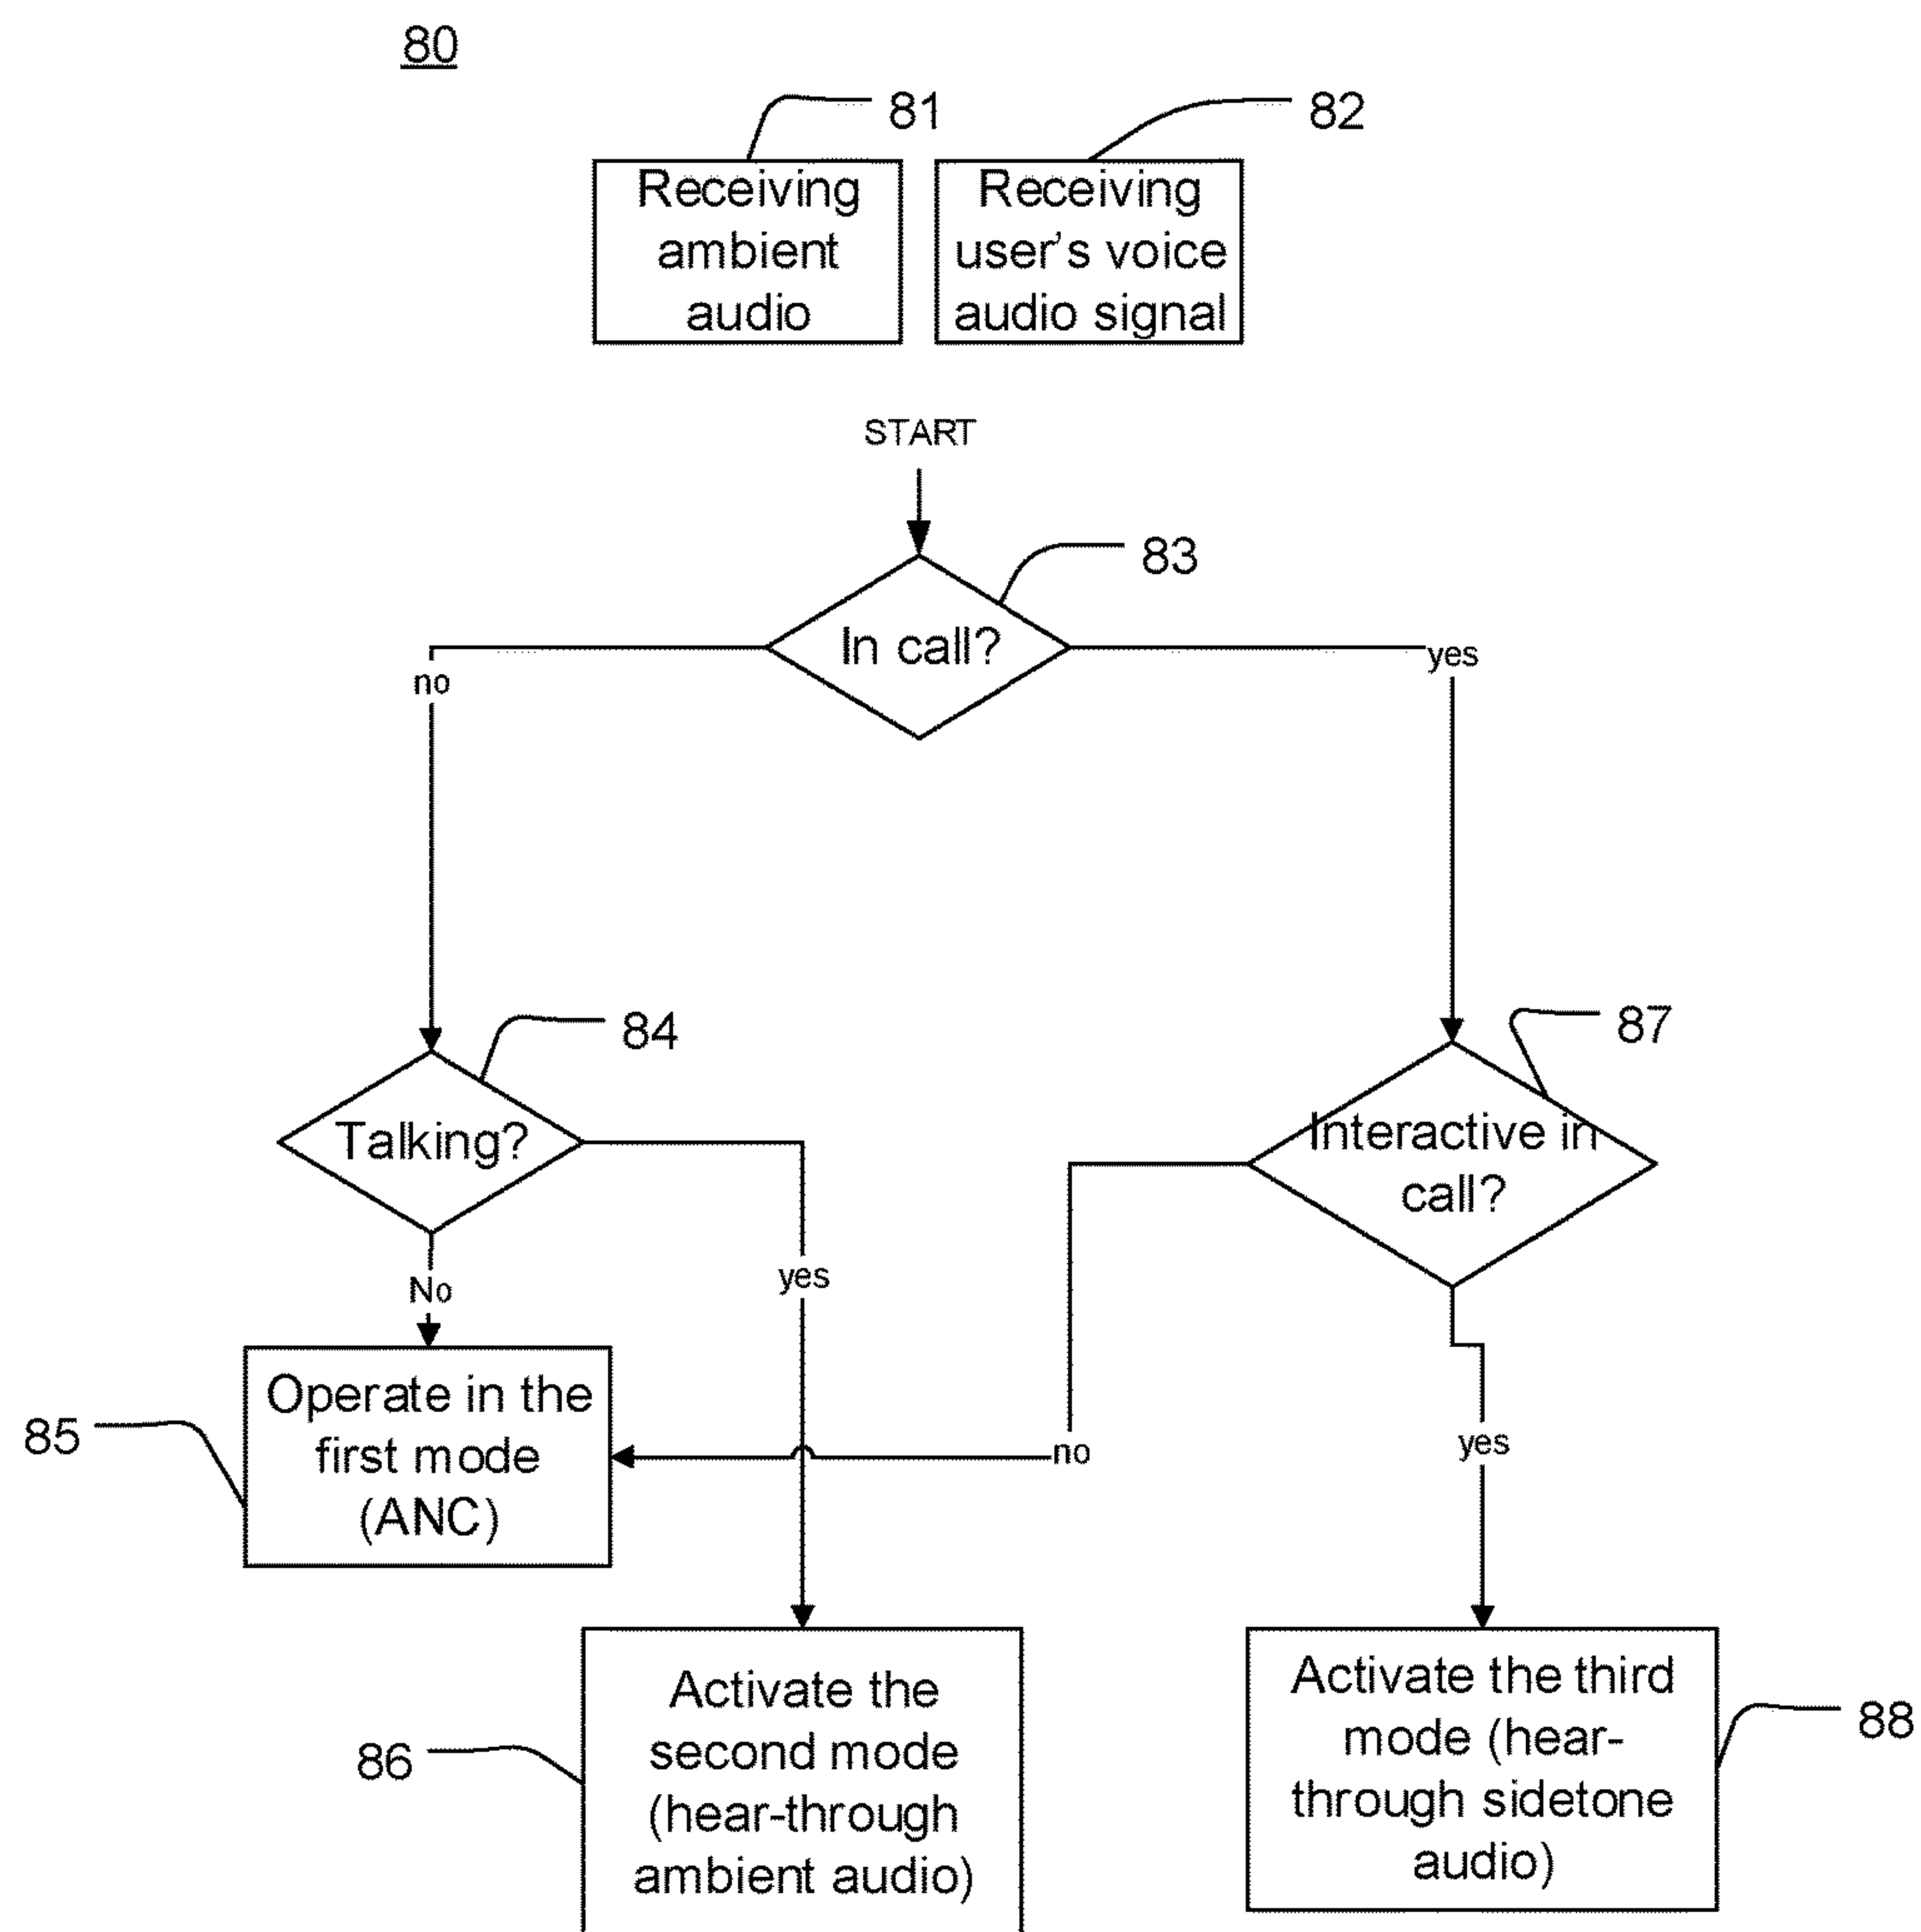 80
81
82
Receiving
ambient
audio
Receiving
user's voice
audio signal
START
83
In call?
no
yes
84
87
Talking?
Interactive in
call?
No
yes
Operate in the
first mode
(ANC)
85
no
yes
Activate the
second mode
(hear-through
ambient audio)
86
Activate the third
mode (hear-
through sidetone
audio)
88